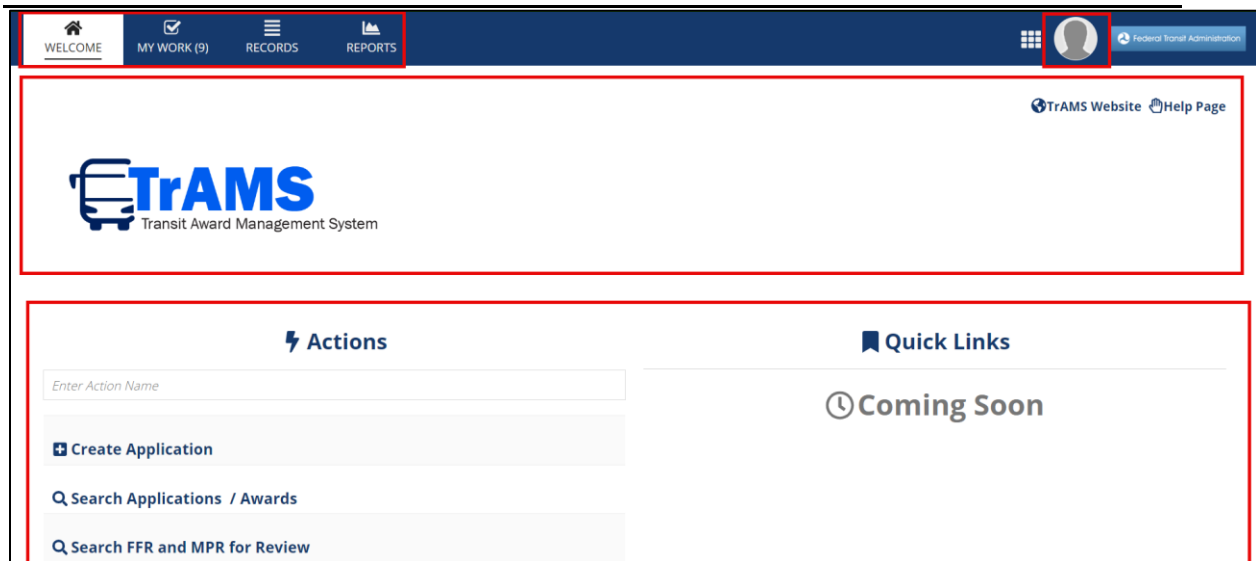 WELCOME
MY WORK (9)
RECORDS
REPORTS
Federal Transit Administration
TrAMS Website Help Page
TrAMS
Transit Award Management System
Actions
Quick Links
Enter Action Name
Coming Soon
Create Application
Search Applications / Awards
Search FFR and MPR for Review